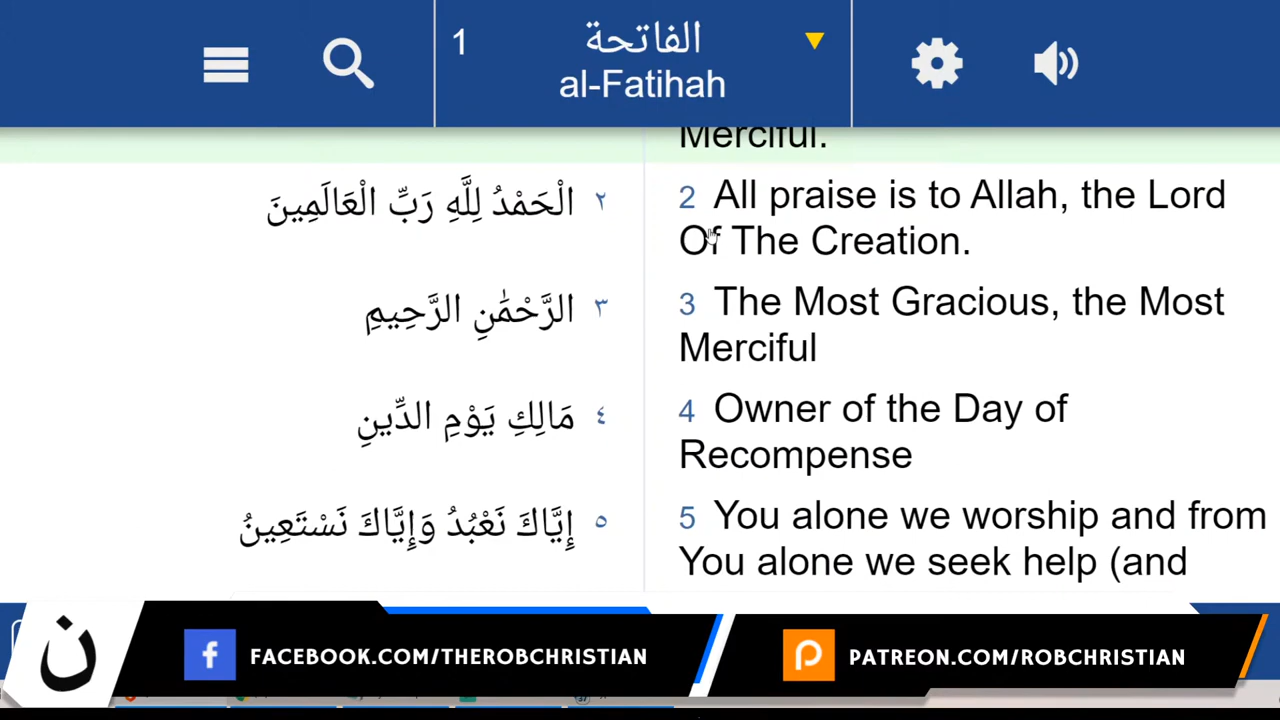 1
الفاتحة
al-Fatihah
Merciful.
٢ الْحَمْدُ لِلَّهِ رَبِّ الْعَالَمِينَ
2 All praise is to Allah, the Lord
Of The Creation.
٣ الرَّحْمَٰنِ الرَّحِيمِ
3 The Most Gracious, the Most
Merciful
٤ مَالِكِ يَوْمِ الدِّينِ
4 Owner of the Day of
Recompense
٥ إِيَّاكَ نَعْبُدُ وَإِيَّاكَ نَسْتَعِينُ
5 You alone we worship and from
You alone we seek help (and
ن
FACEBOOK.COM/THEROBCHRISTIAN
PATREON.COM/ROBCHRISTIAN